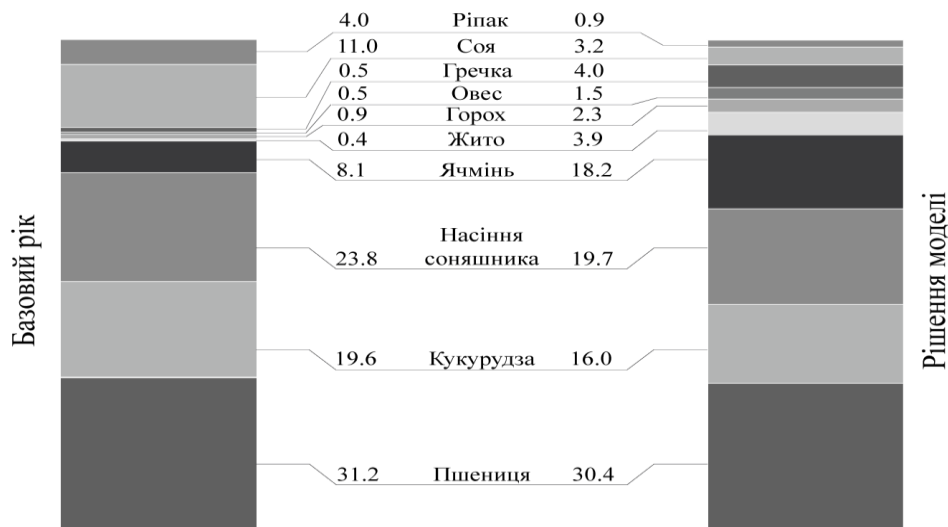 4.0 Ріпак 0.9
11.0 Соя 3.2
0.5 Гречка 4.0
0.5 Овес 1.5
0.9 Горох 2.3
0.4 Жито 3.9
8.1 Ячмінь 18.2
Насіння
23.8 соняшника 19.7
19.6 Кукурудза 16.0
31.2 Пшениця 30.4
Базовий рік
Рішення моделі